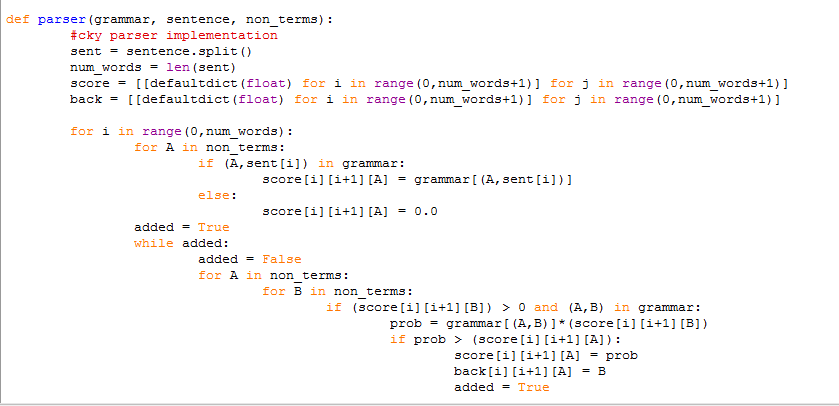 def parser(grammar, sentence, non_terms):
        #cky parser implementation
        sent = sentence.split()
        num_words = len(sent)
        score = [[defaultdict(float) for i in range(0,num_words+1)] for j in range(0,num_words+1)]
        back = [[defaultdict(float) for i in range(0,num_words+1)] for j in range(0,num_words+1)]

        for i in range(0,num_words):
                for A in non_terms:
                        if (A,sent[i]) in grammar:
                                score[i][i+1][A] = grammar[(A,sent[i])]
                        else:
                                score[i][i+1][A] = 0.0
                added = True
                while added:
                        added = False
                        for A in non_terms:
                                for B in non_terms:
                                        if (score[i][i+1][B]) > 0 and (A,B) in grammar:
                                                prob = grammar[(A,B)]*(score[i][i+1][B])
                                                if prob > (score[i][i+1][A]):
                                                        score[i][i+1][A] = prob
                                                        back[i][i+1][A] = B
                                                        added = True